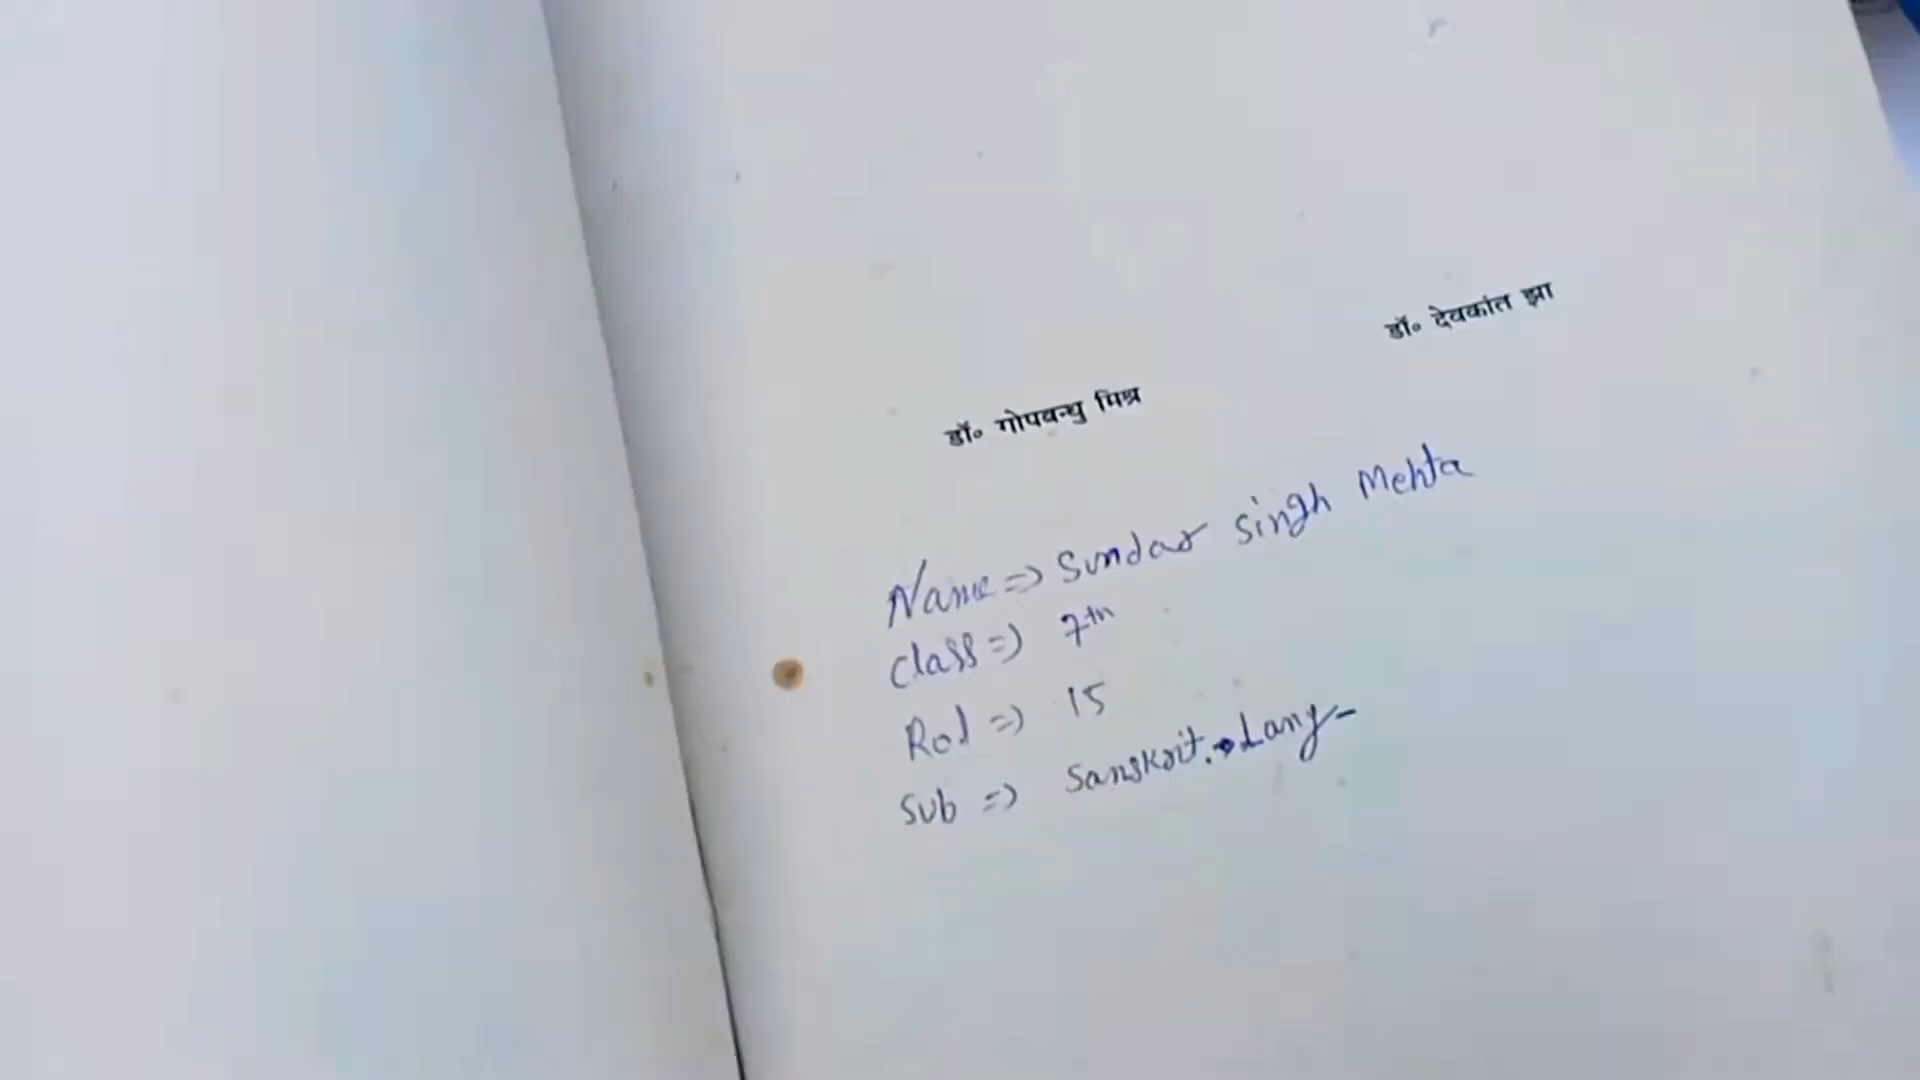 डॉ० देवकांत झा
डॉ० गोपबन्धु मिश्र
Name => Sundar singh Mehta
class => 7th
Rol => 15
Sub => Sanskrit. Lang-